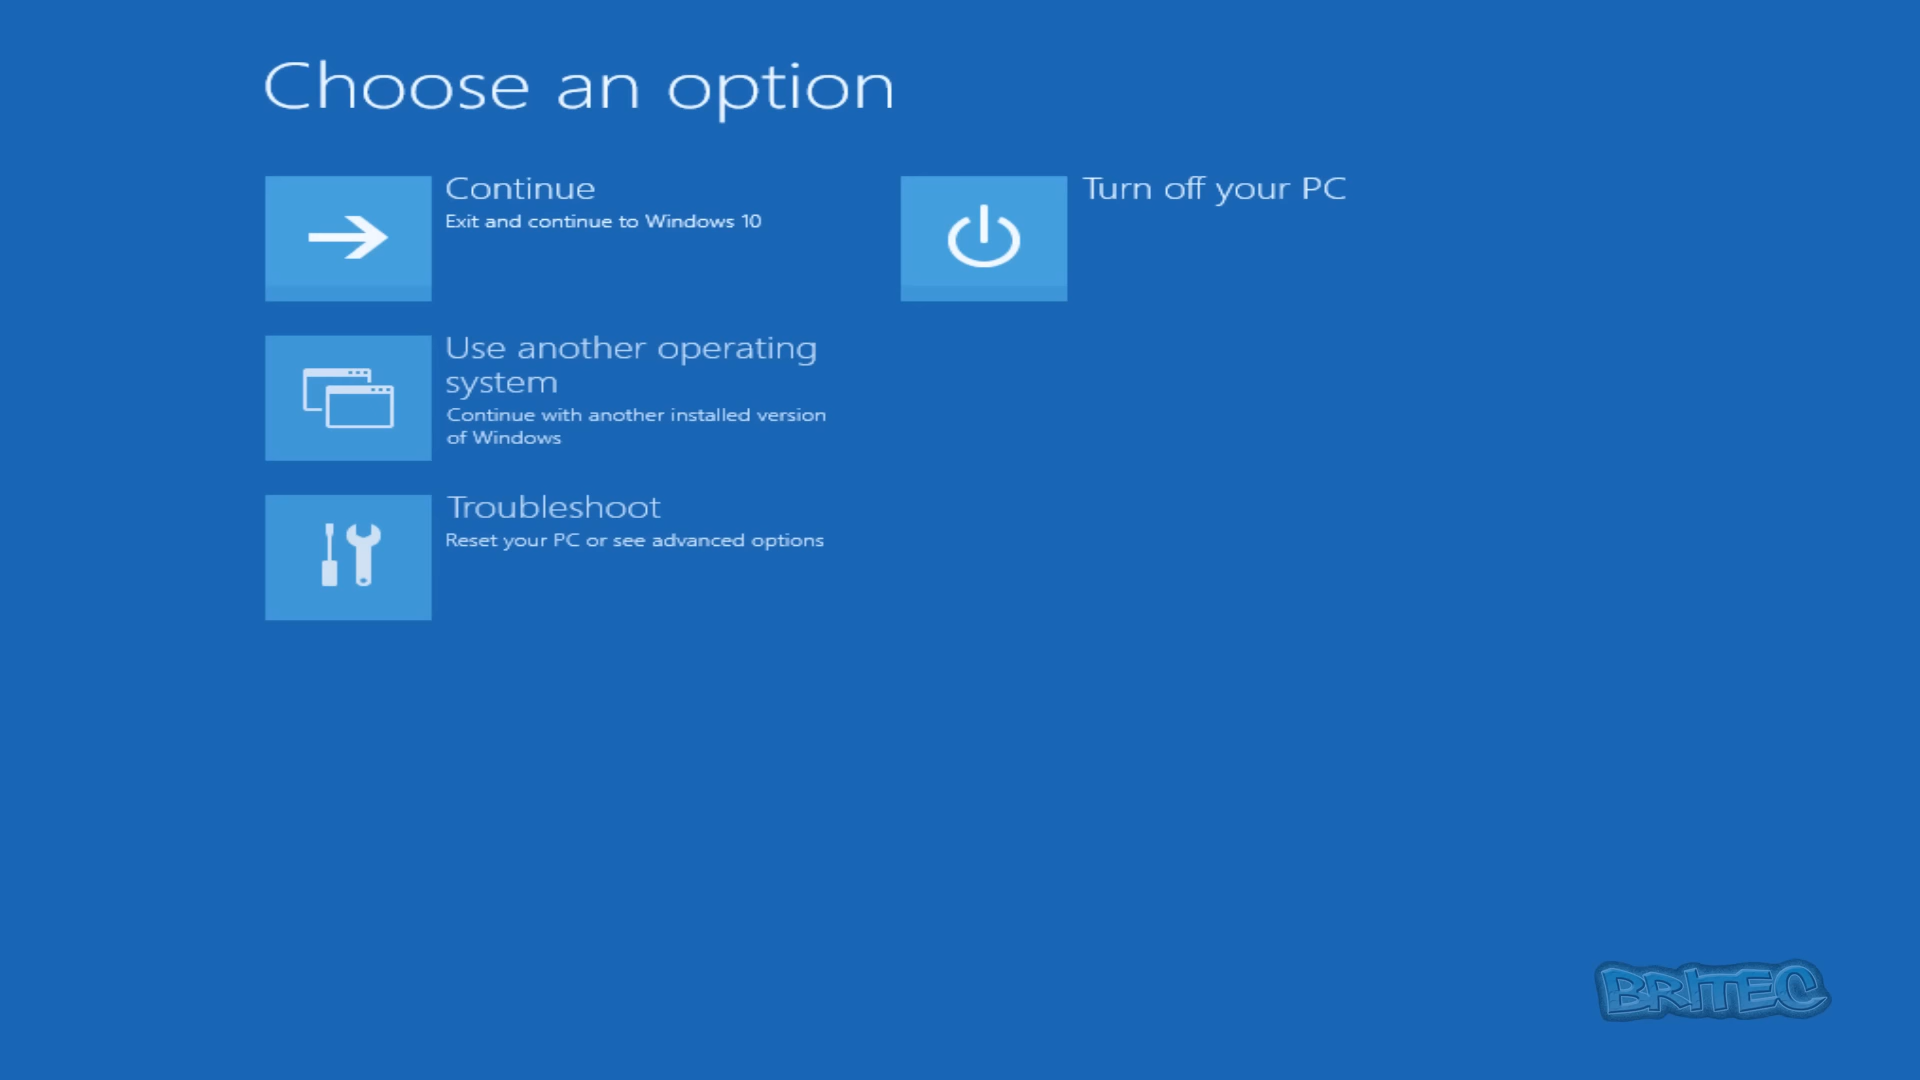 Choose an option
Continue
Exit and continue to Windows 10
Turn off your PC
Use another operating
system
Continue with another installed version
of Windows
Troubleshoot
Reset your PC or see advanced options
BRITEC